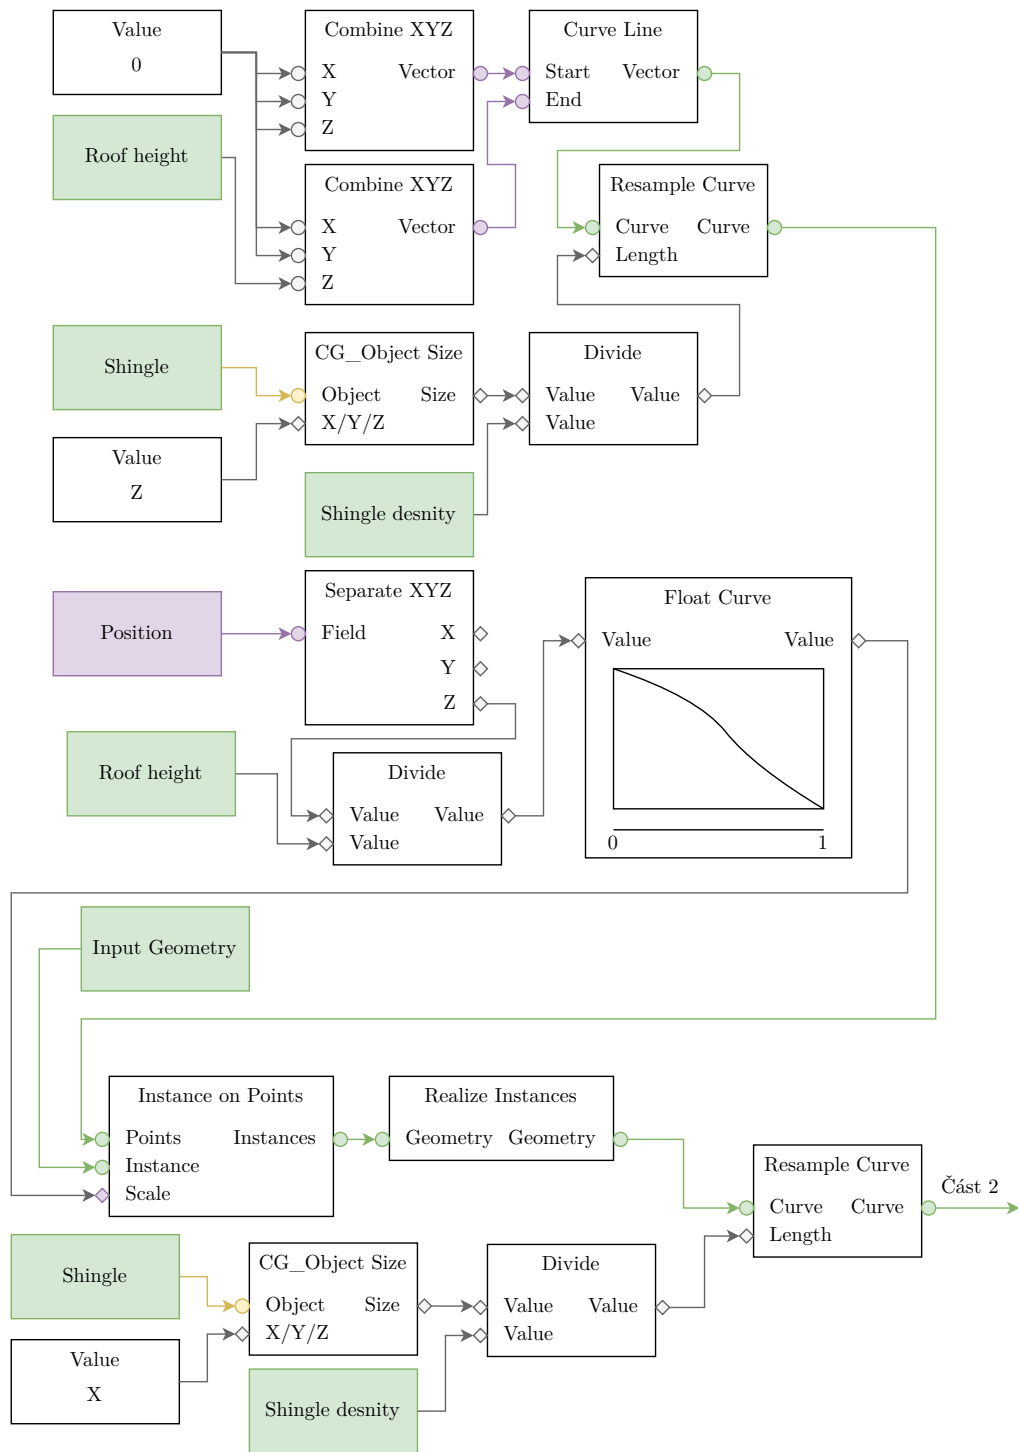 Value
0
Combine XYZ
X Vector
Y
Z
Curve Line
Start Vector
End
Roof height
Combine XYZ
X Vector
Y
Z
Resample Curve
Curve Curve
Length
Shingle
CG_Object Size
Object Size
X/Y/Z
Divide
Value Value
Value
Value
Z
Shingle desnity
Position
Separate XYZ
Field X
Y
Z
Float Curve
Value Value
0 1
Roof height
Divide
Value Value
Value
Input Geometry
Instance on Points
Points Instances
Instance
Scale
Realize Instances
Geometry Geometry
Resample Curve
Curve Curve
Length
Část 2
Shingle
CG_Object Size
Object Size
X/Y/Z
Divide
Value Value
Value
Value
X
Shingle desnity